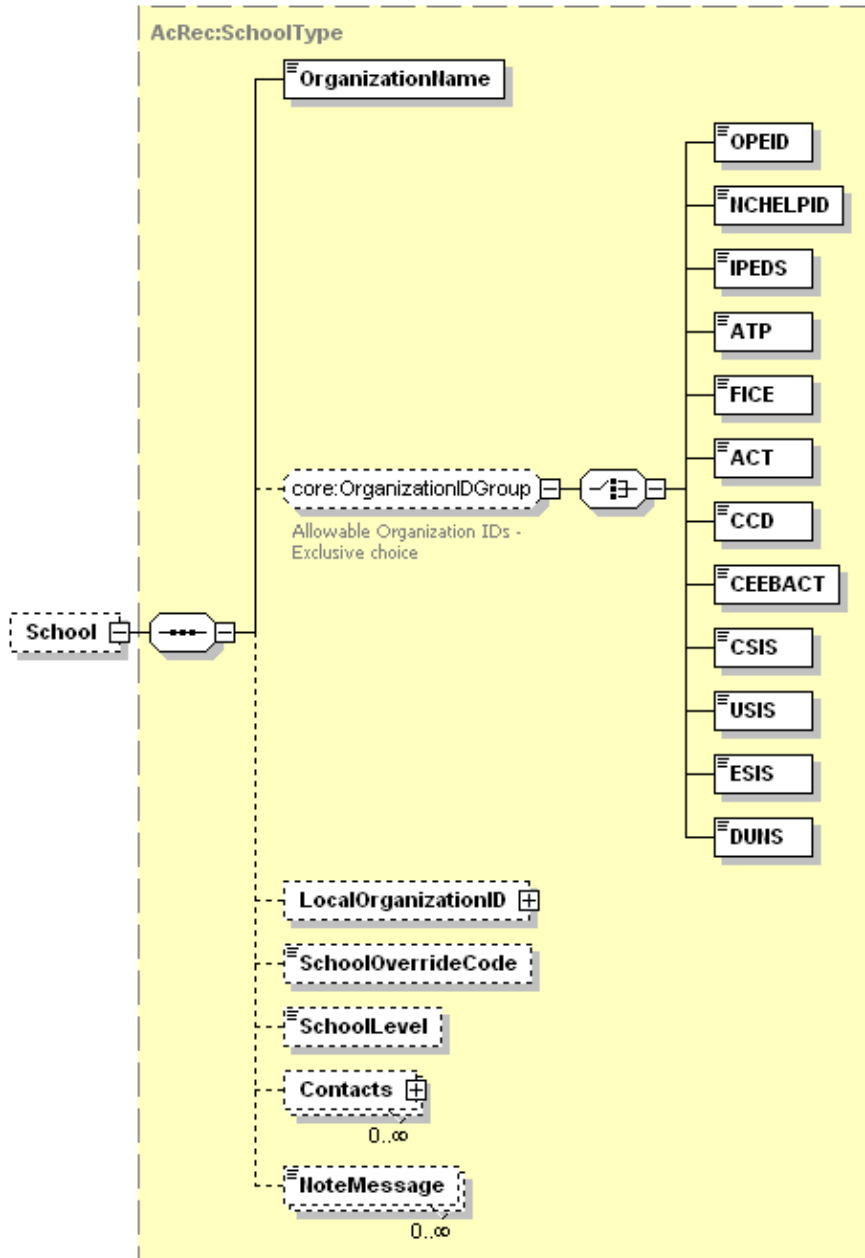 AcRec:SchoolType
OrganizationName
OPEID
NCHELPID
IPEDS
ATP
FICE
ACT
core:OrganizationIDGroup
Allowable Organization IDs -
Exclusive choice
CCD
CEEBACT
School
CSIS
USIS
ESIS
DUNS
LocalOrganizationID
SchoolOverrideCode
SchoolLevel
Contacts
0..∞
NoteMessage
0..∞